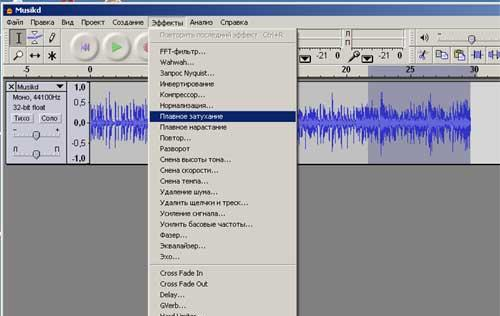 Musikd
Файл Правка Вид Проект Создание Эффекты Анализ Справка
Повторить последний эффект Ctrl+R
FFT-фильтр...
Wahwah...
Запрос Nyquist...
Инвертирование
Компрессор...
Нормализация...
Плавное затухание
Плавное нарастание
Повтор...
Разворот
Смена высоты тона...
Смена скорости...
Смена темпа...
Удаление шума...
Удалить щелчки и треск...
Усиление сигнала...
Усилить басовые частоты...
Фазер...
Эквалайзер...
Эхо...
Cross Fade In
Cross Fade Out
Delay...
GVerb...
Hard Limiter...
-21 0 -21 0
-5 0 20 25 30
Musikd
Моно, 44100Hz
32-bit float
Тихо Соло
- +
Л П
1,0
0,5
0,0
-0,5
-1,0